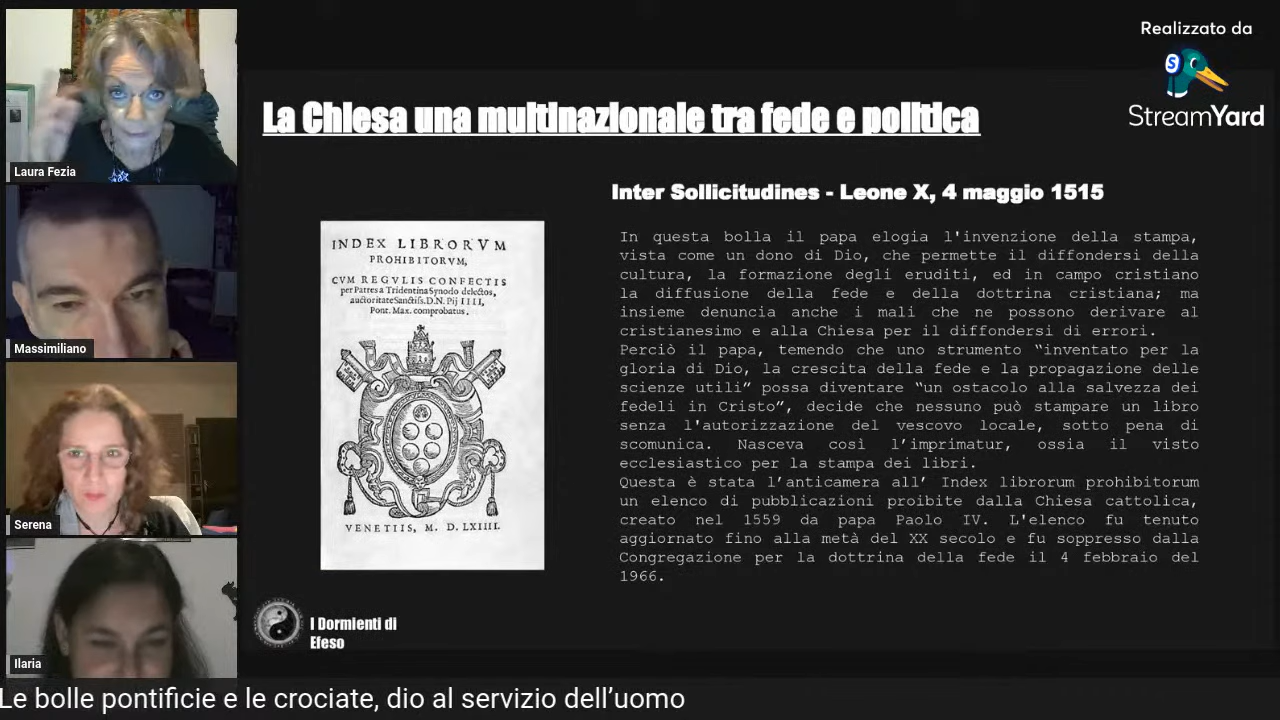 Realizzato da
StreamYard
La Chiesa una multinazionale tra fede e politica
Inter Sollicitudines - Leone X, 4 maggio 1515
In questa bolla il papa elogia l'invenzione della stampa,
vista come un dono di Dio, che permette il diffondersi della
cultura, la formazione degli eruditi, ed in campo cristiano
la diffusione della fede e della dottrina cristiana; ma
insieme denuncia anche i mali che ne possono derivare al
cristianesimo e alla Chiesa per il diffondersi di errori.
Perciò il papa, temendo che uno strumento “inventato per la
gloria di Dio, la crescita della fede e la propagazione delle
scienze utili” possa diventare “un ostacolo alla salvezza dei
fedeli in Cristo”, decide che nessuno può stampare un libro
senza l'autorizzazione del vescovo locale, sotto pena di
scomunica. Nasceva così l’imprimatur, ossia il visto
ecclesiastico per la stampa dei libri.
Questa è stata l’anticamera all’ Index librorum prohibitorum
un elenco di pubblicazioni proibite dalla Chiesa cattolica,
creato nel 1559 da papa Paolo IV. L'elenco fu tenuto
aggiornato fino alla metà del XX secolo e fu soppresso dalla
Congregazione per la dottrina della fede il 4 febbraio del
1966.
INDEX LIBRORVM
PROHIBITORVM,
CVM REGVLIS CONFECTIS
per Patres a Tridentina Synodo delectos,
auctoritate Sanctiss. D.N. Pij IIII,
Pont. Max. comprobatus.
VENETIIS, M. D. LXIIII.
I Dormienti di
Efeso
Laura Fezia
Massimiliano
Serena
Ilaria
Le bolle pontificie e le crociate, dio al servizio dell’uomo